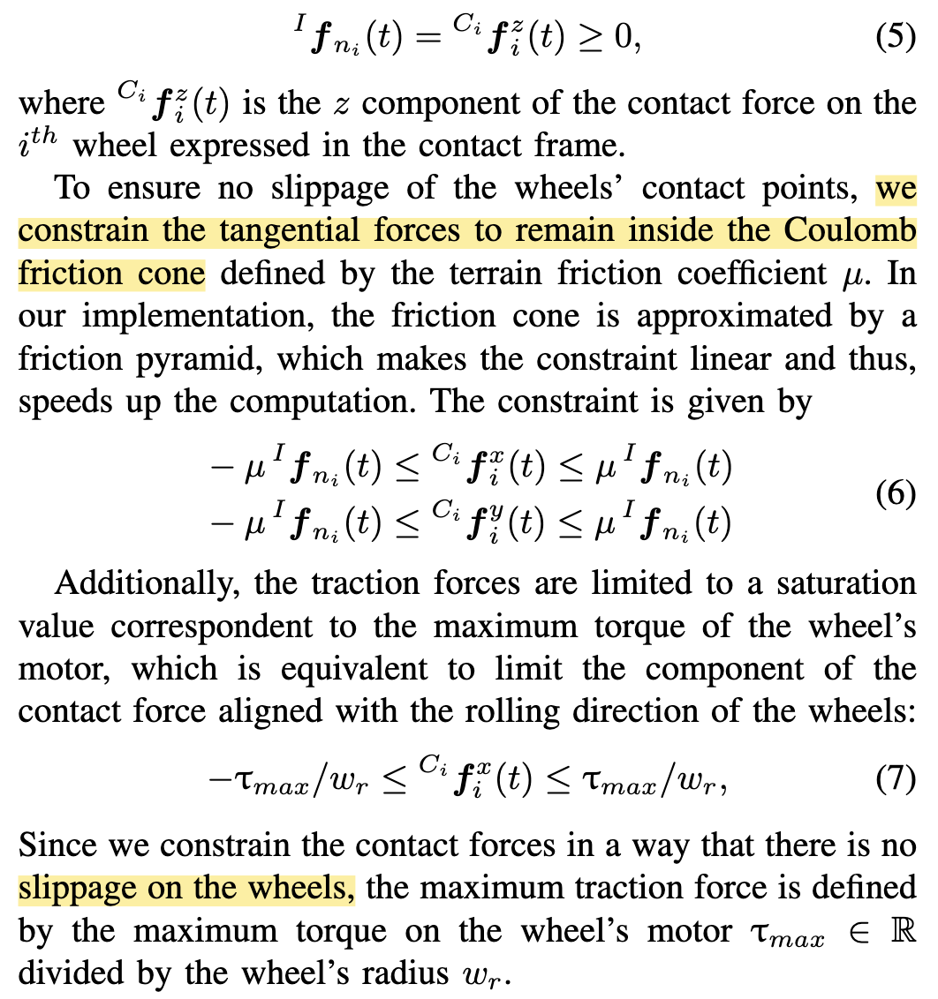 ${}^{I}\boldsymbol{f}_{n_i}(t) = {}^{C_i}\boldsymbol{f}_i^z(t) \geq 0,$ (5)
where ${}^{C_i}\boldsymbol{f}_i^z(t)$ is the $z$ component of the contact force on the
$i^{th}$ wheel expressed in the contact frame.
To ensure no slippage of the wheels' contact points, we
constrain the tangential forces to remain inside the Coulomb
friction cone defined by the terrain friction coefficient $\mu$. In
our implementation, the friction cone is approximated by a
friction pyramid, which makes the constraint linear and thus,
speeds up the computation. The constraint is given by
$-\mu\,{}^{I}\boldsymbol{f}_{n_i}(t) \leq {}^{C_i}\boldsymbol{f}_i^x(t) \leq \mu\,{}^{I}\boldsymbol{f}_{n_i}(t)$
$-\mu\,{}^{I}\boldsymbol{f}_{n_i}(t) \leq {}^{C_i}\boldsymbol{f}_i^y(t) \leq \mu\,{}^{I}\boldsymbol{f}_{n_i}(t)$ (6)
Additionally, the traction forces are limited to a saturation
value correspondent to the maximum torque of the wheel's
motor, which is equivalent to limit the component of the
contact force aligned with the rolling direction of the wheels:
$-\tau_{max}/w_r \leq {}^{C_i}\boldsymbol{f}_i^x(t) \leq \tau_{max}/w_r,$ (7)
Since we constrain the contact forces in a way that there is no
slippage on the wheels, the maximum traction force is defined
by the maximum torque on the wheel's motor $\tau_{max} \in \mathbb{R}$
divided by the wheel's radius $w_r$.